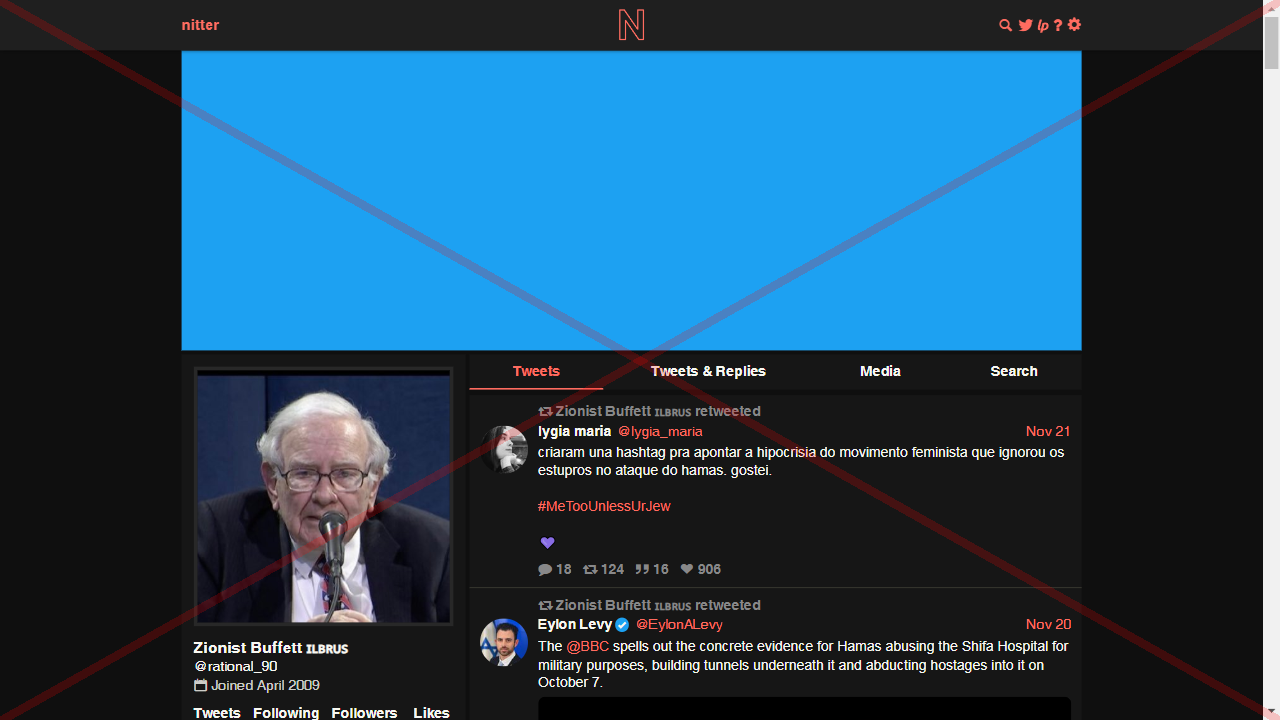 nitter
N
lp ?
Tweets
Tweets & Replies
Media
Search
Zionist Buffett ɪʟʙʀᴜs retweeted
lygia maria @lygia_maria
Nov 21
criaram una hashtag pra apontar a hipocrisia do movimento feminista que ignorou os
estupros no ataque do hamas. gostei.
#MeTooUnlessUrJew
18 124 16 906
Zionist Buffett ɪʟʙʀᴜs retweeted
Eylon Levy @EylonALevy
Nov 20
The @BBC spells out the concrete evidence for Hamas abusing the Shifa Hospital for
military purposes, building tunnels underneath it and abducting hostages into it on
October 7.
Zionist Buffett ɪʟʙʀᴜs
@rational_90
Joined April 2009
Tweets Following Followers Likes